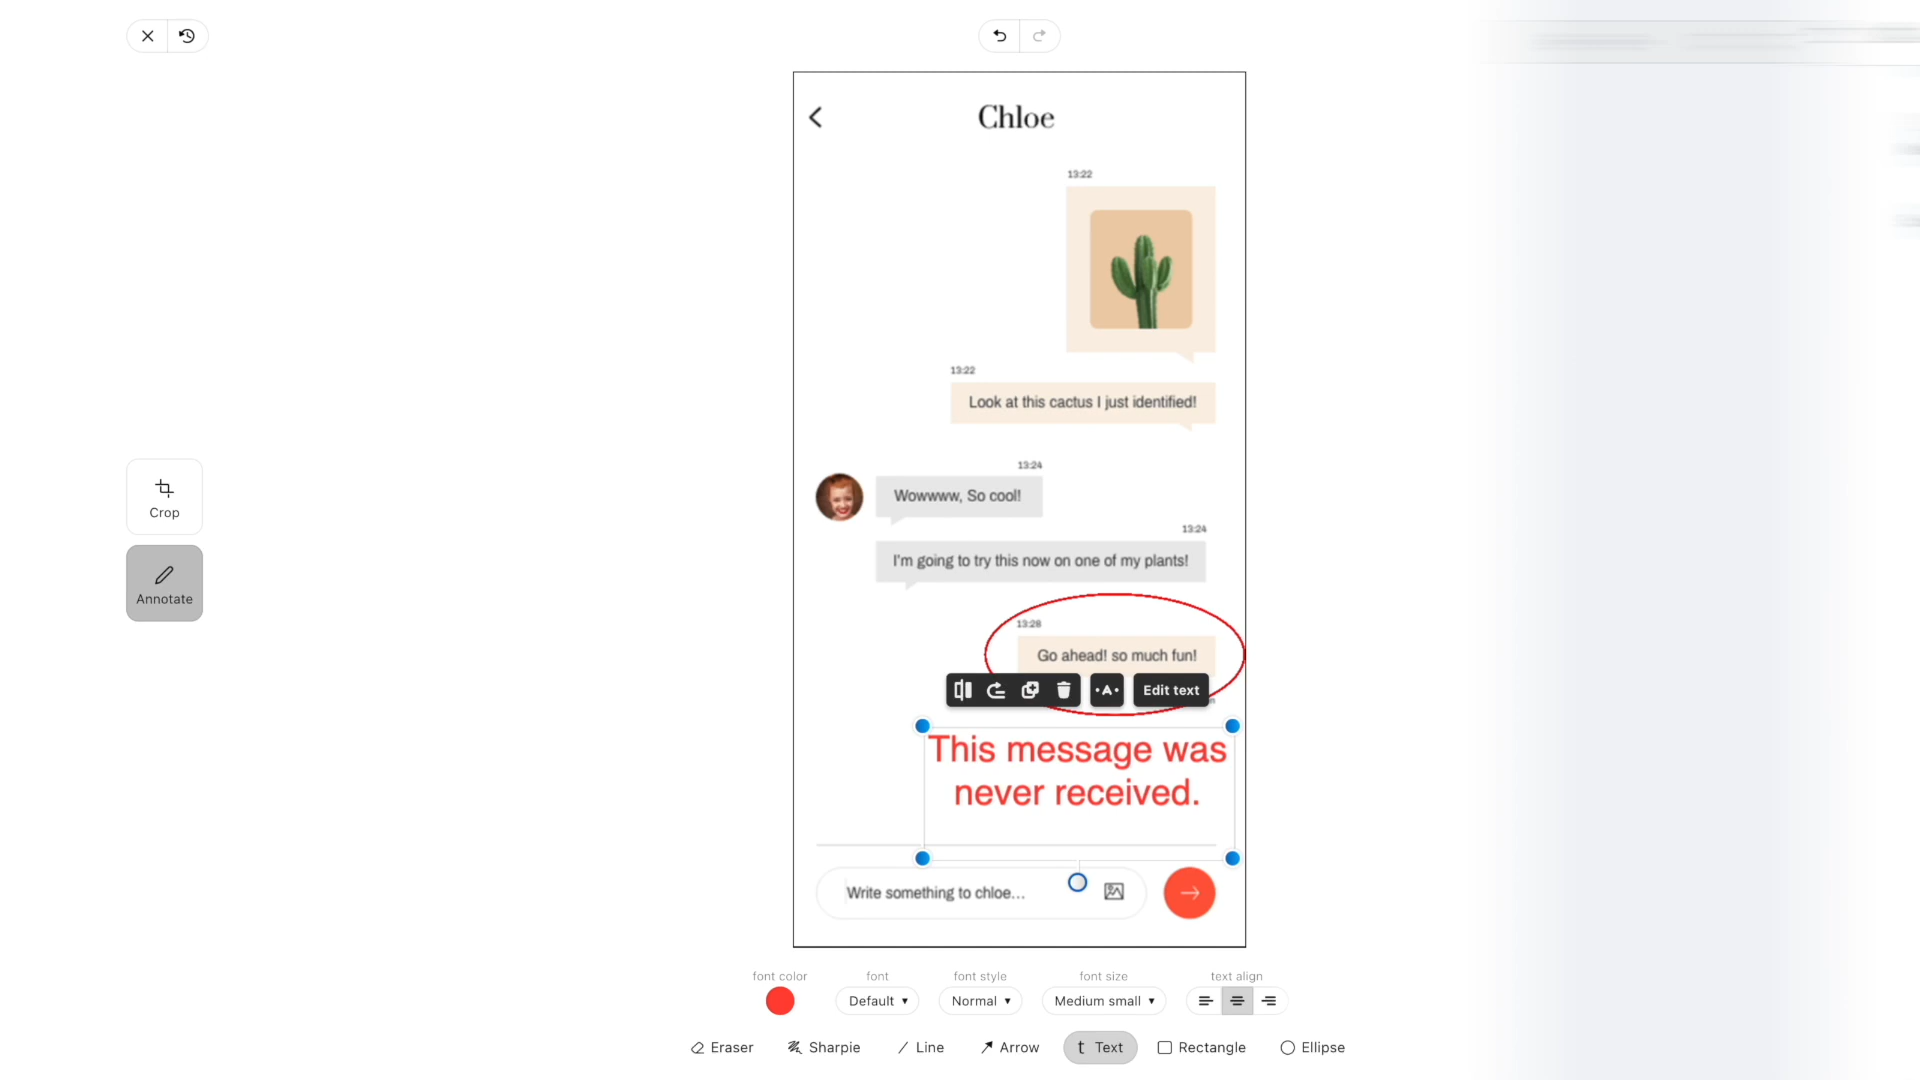 Chloe
13:22
13:22
Look at this cactus I just identified!
13:24
Wowwww, So cool!
13:24
I'm going to try this now on one of my plants!
13:28
Go ahead! so much fun!
A
Edit text
This message was
never received.
Write something to chloe...
Crop
Annotate
font color
font
font style
font size
text align
Default
Normal
Medium small
Eraser
Sharpie
Line
Arrow
t Text
Rectangle
Ellipse